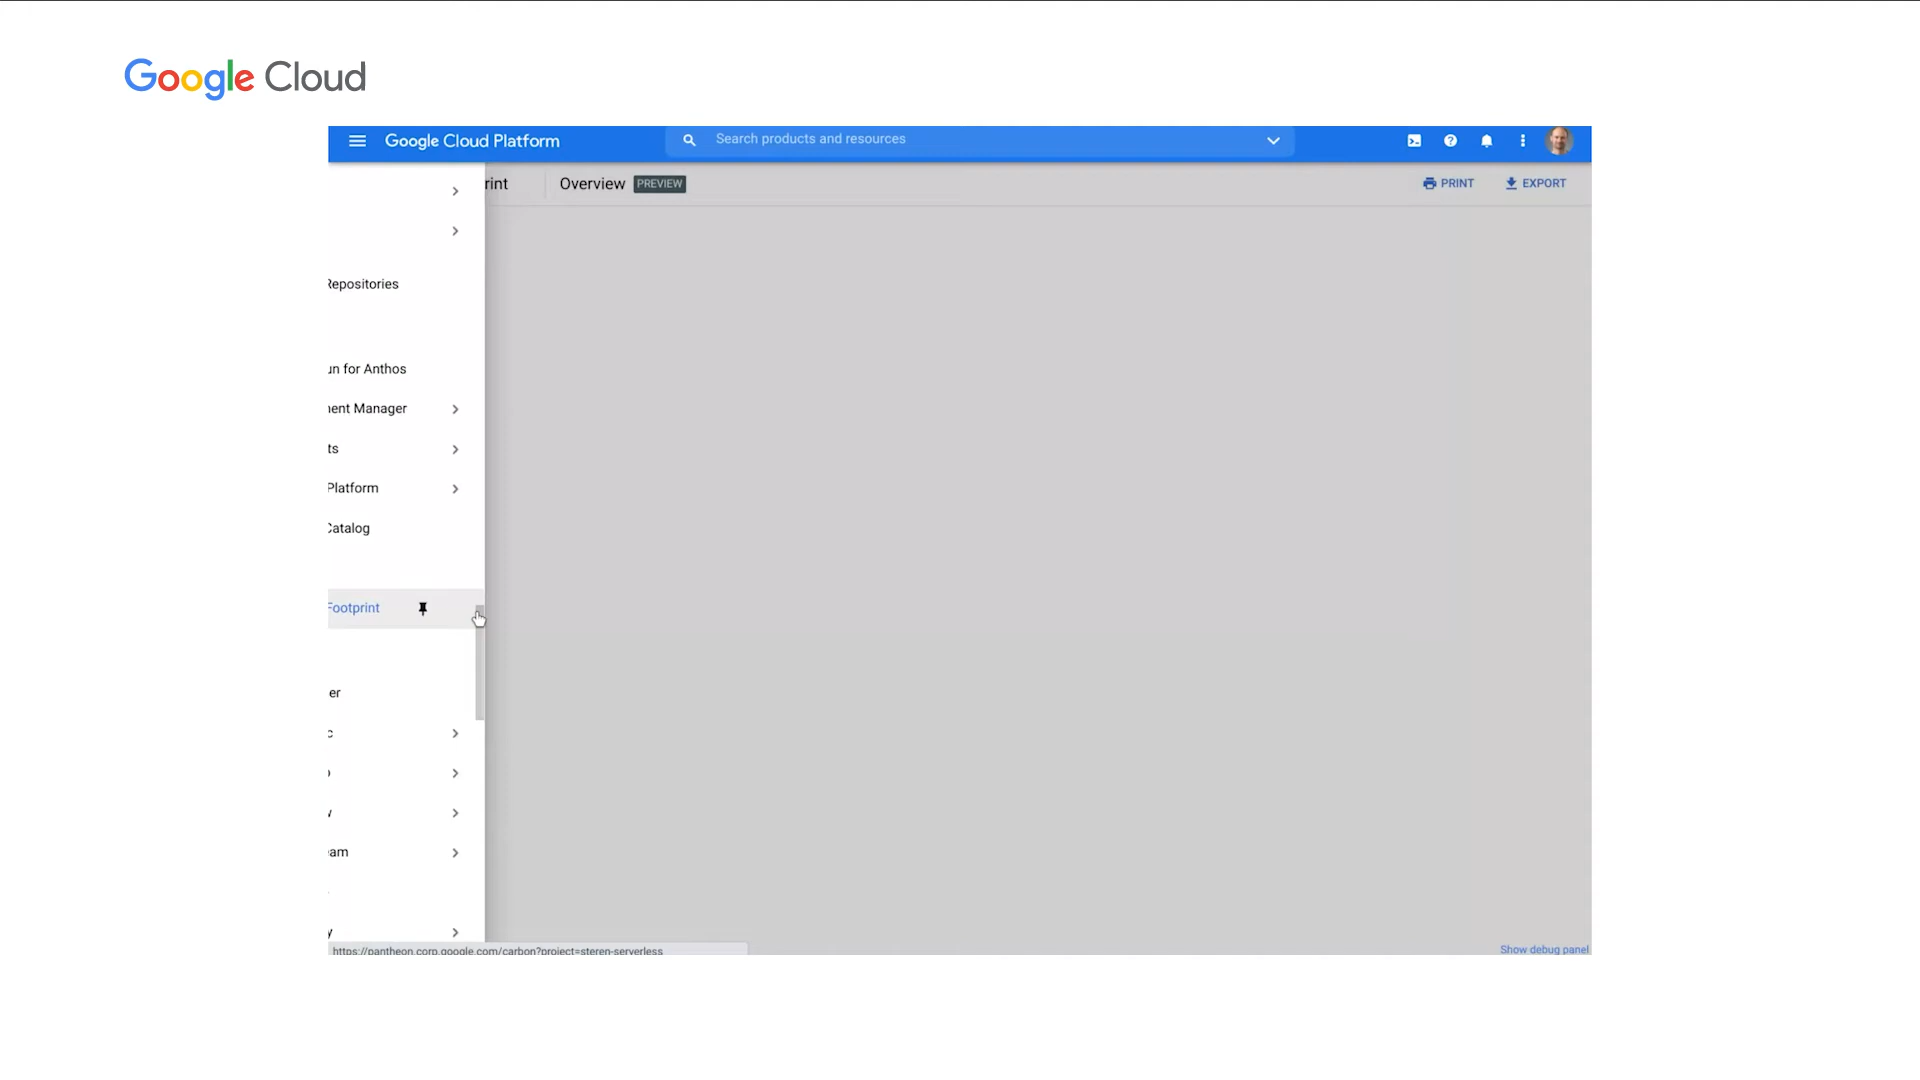 Google Cloud
Google Cloud Platform
Search products and resources
rint
Overview PREVIEW
PRINT
EXPORT
Repositories
un for Anthos
ent Manager
ts
Platform
Catalog
Footprint
er
am
https://pantheon.corp.google.com/carbon?project=steren-serverless
Show debug panel